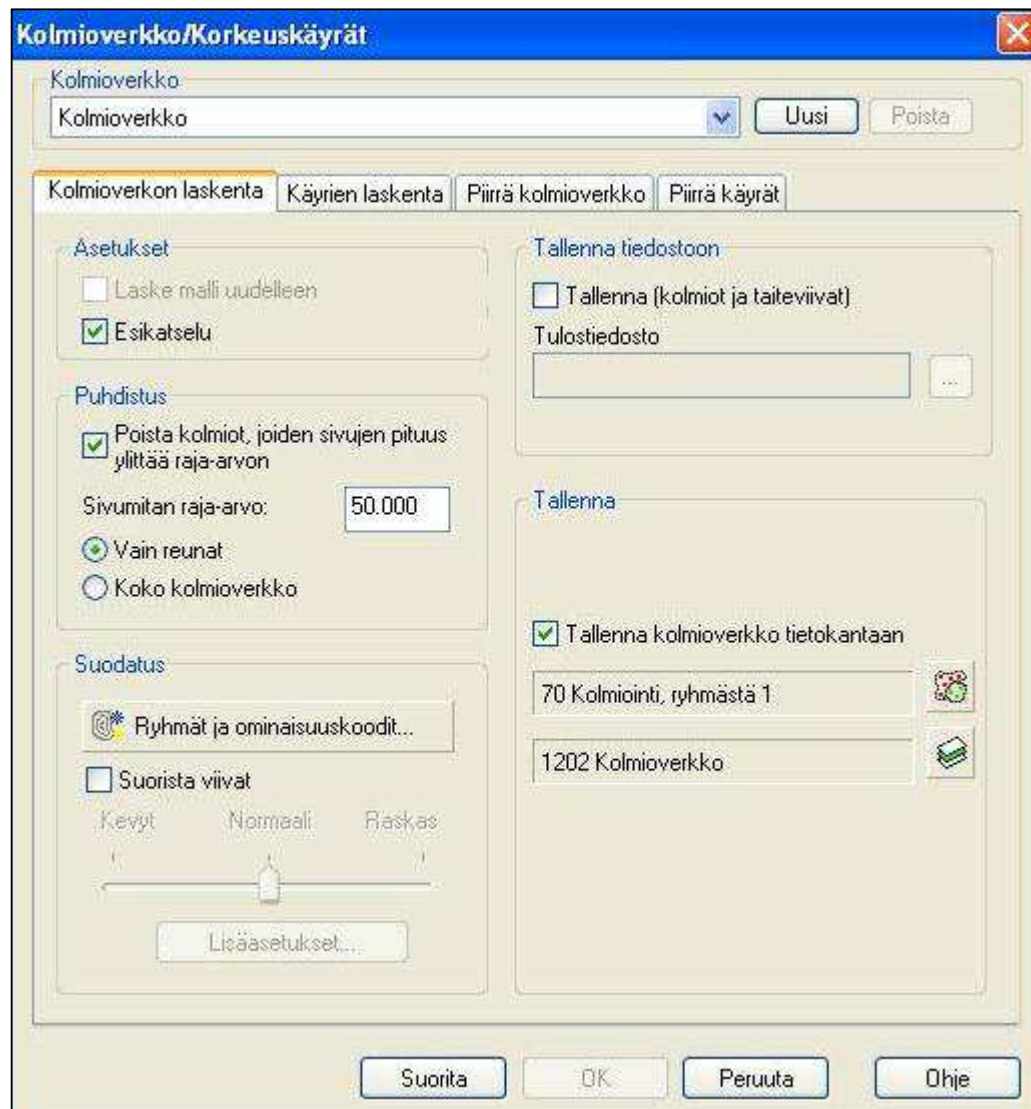 Kolmioverkko/Korkeuskäyrät
Kolmioverkko
Kolmioverkko
Uusi
Poista
Kolmioverkon laskenta
Käyrien laskenta
Piirrä kolmioverkko
Piirrä käyrät
Asetukset
Laske malli uudelleen
Esikatselu
Puhdistus
Poista kolmiot, joiden sivujen pituus
ylittää raja-arvon
Sivumitan raja-arvo:
50.000
Vain reunat
Koko kolmioverkko
Suodatus
Ryhmät ja ominaisuuskoodit...
Suorista viivat
Kevyt
Normaali
Raskas
Lisäasetukset...
Tallenna tiedostoon
Tallenna (kolmiot ja taiteviivat)
Tulostiedosto
...
Tallenna
Tallenna kolmioverkko tietokantaan
70 Kolmiointi, ryhmästä 1
1202 Kolmioverkko
Suorita
OK
Peruuta
Ohje